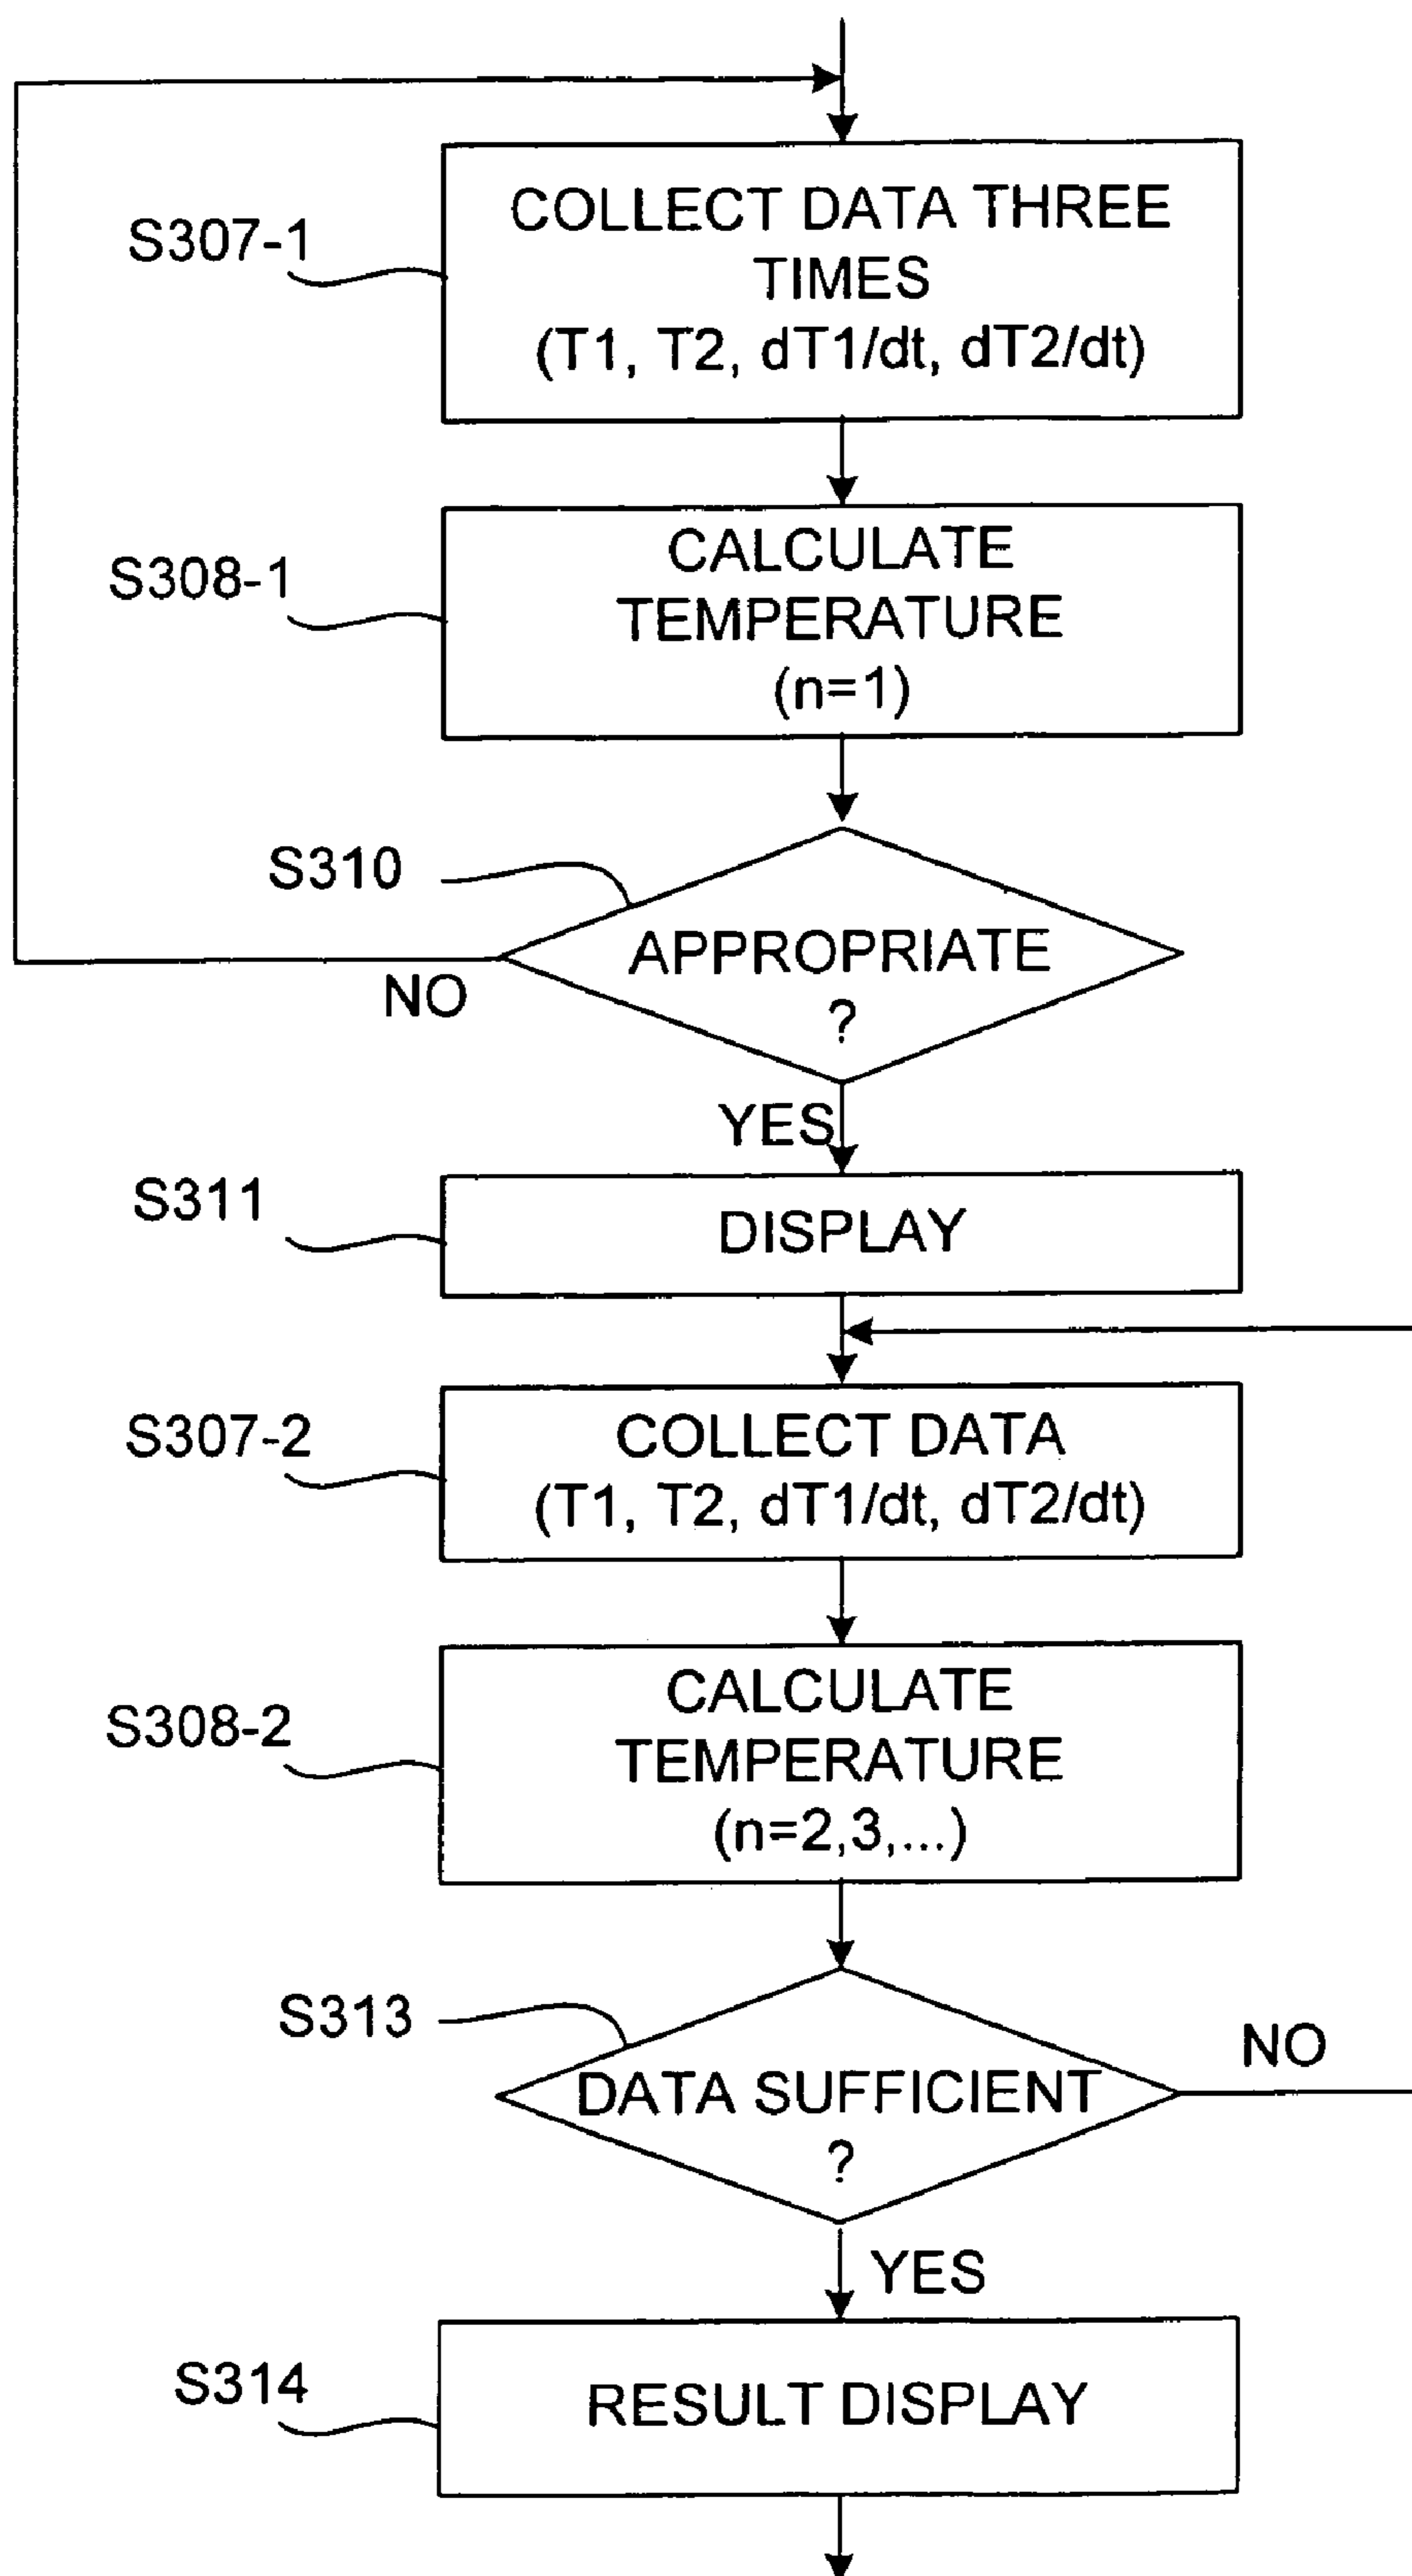 S307-1
COLLECT DATA THREE
TIMES
(T1, T2, dT1/dt, dT2/dt)
S308-1
CALCULATE
TEMPERATURE
(n=1)
S310
APPROPRIATE
?
NO
YES
S311
DISPLAY
S307-2
COLLECT DATA
(T1, T2, dT1/dt, dT2/dt)
S308-2
CALCULATE
TEMPERATURE
(n=2,3,...)
S313
DATA SUFFICIENT
?
NO
YES
S314
RESULT DISPLAY